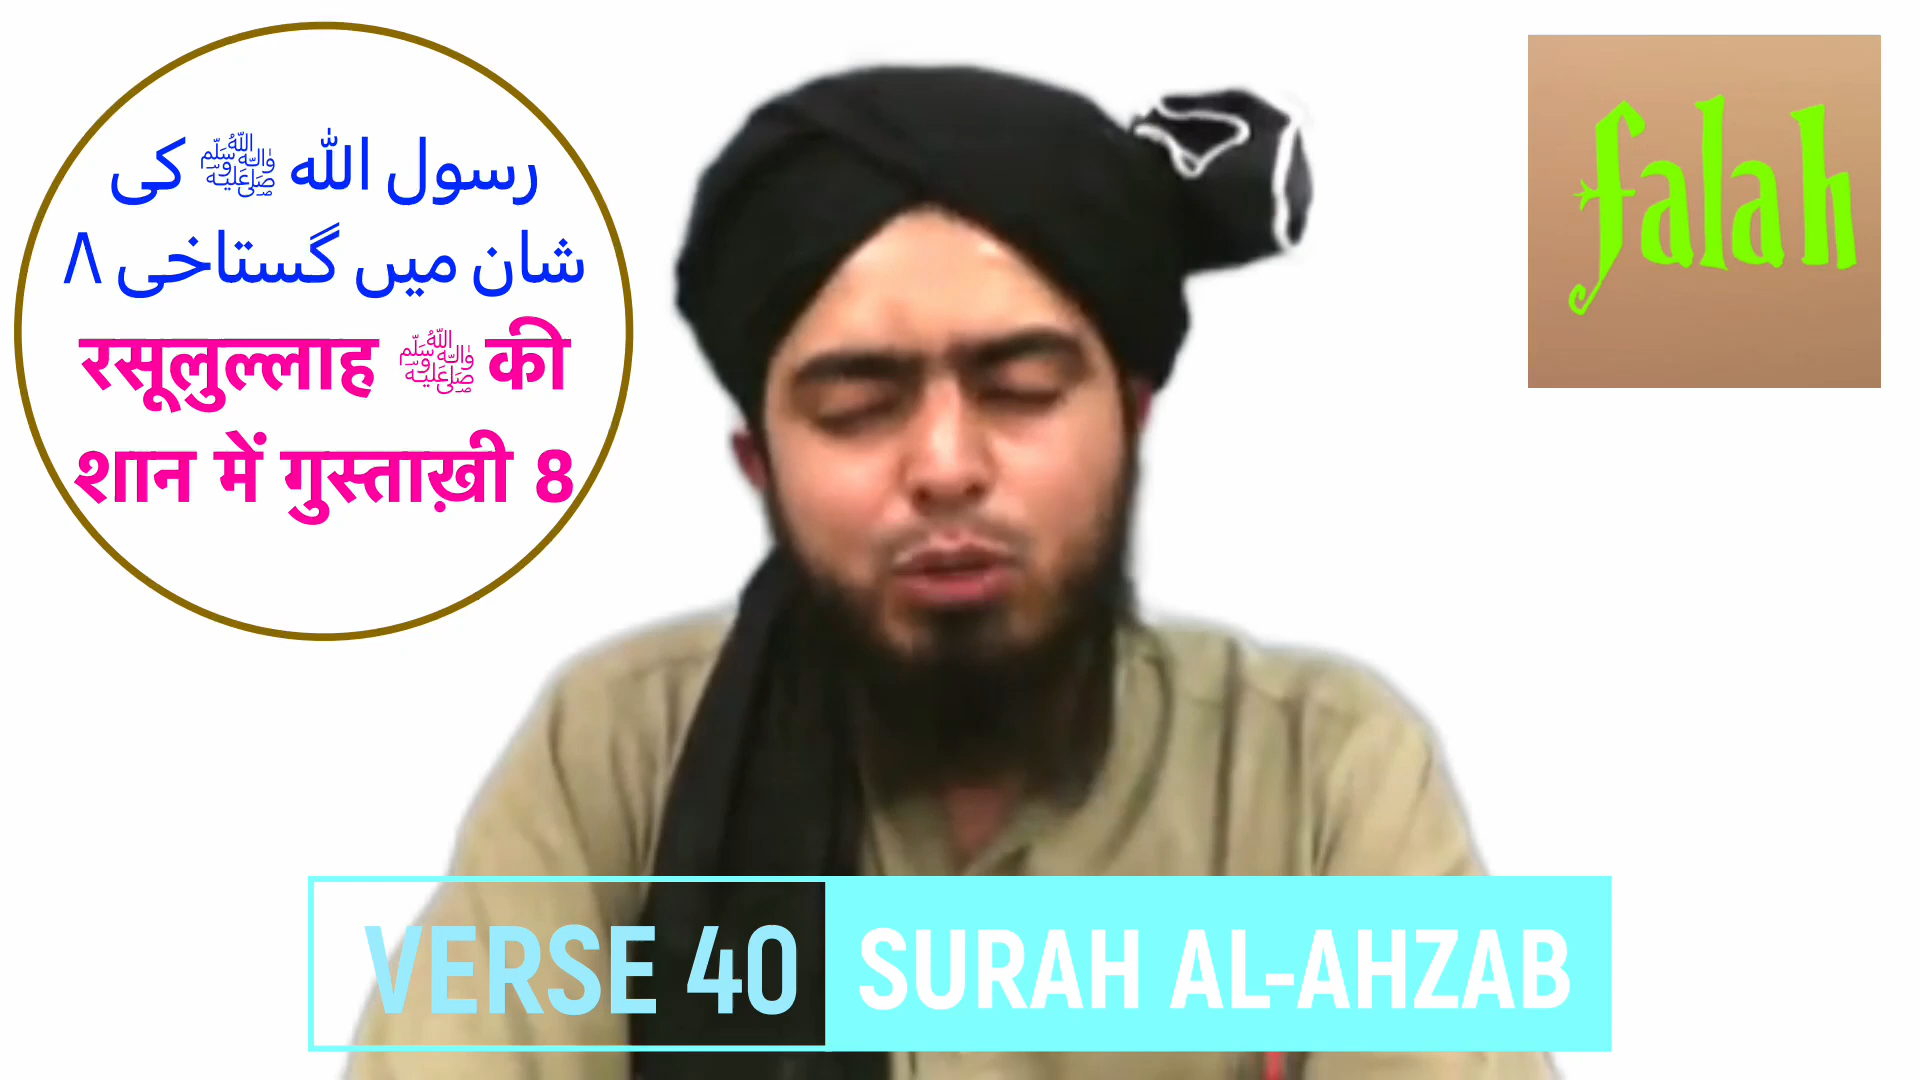 رسول الله ﷺ کی
شان میں گستاخی ۸
रसूलुल्लाह ﷺ की
शान में गुस्ताख़ी 8
falah
VERSE 40 SURAH AL-AHZAB